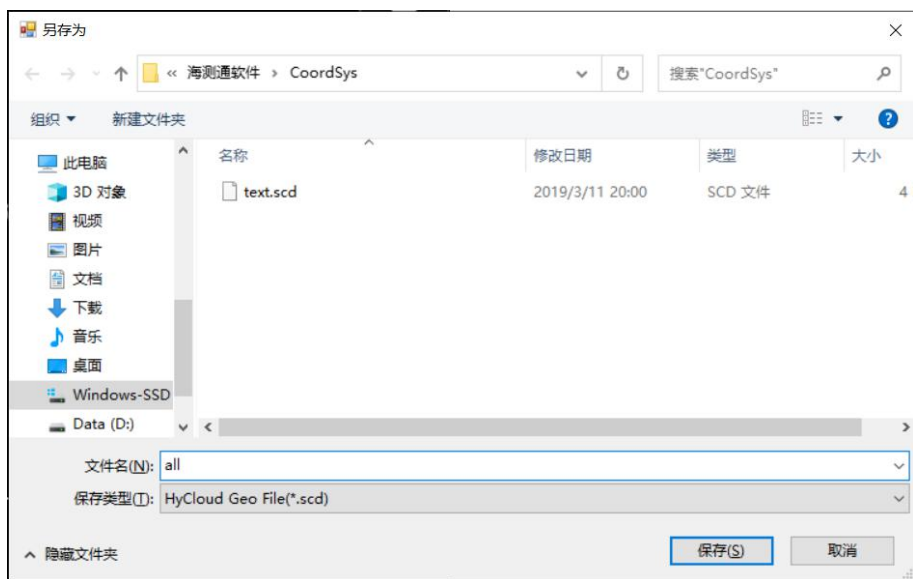 另存为
« 海测通软件 › CoordSys
搜索"CoordSys"
组织 新建文件夹
名称 修改日期 类型 大小
text.scd 2019/3/11 20:00 SCD 文件 4
此电脑
3D 对象
视频
图片
文档
下载
音乐
桌面
Windows-SSD
Data (D:)
文件名(N): all
保存类型(T): HyCloud Geo File(*.scd)
隐藏文件夹 保存(S) 取消